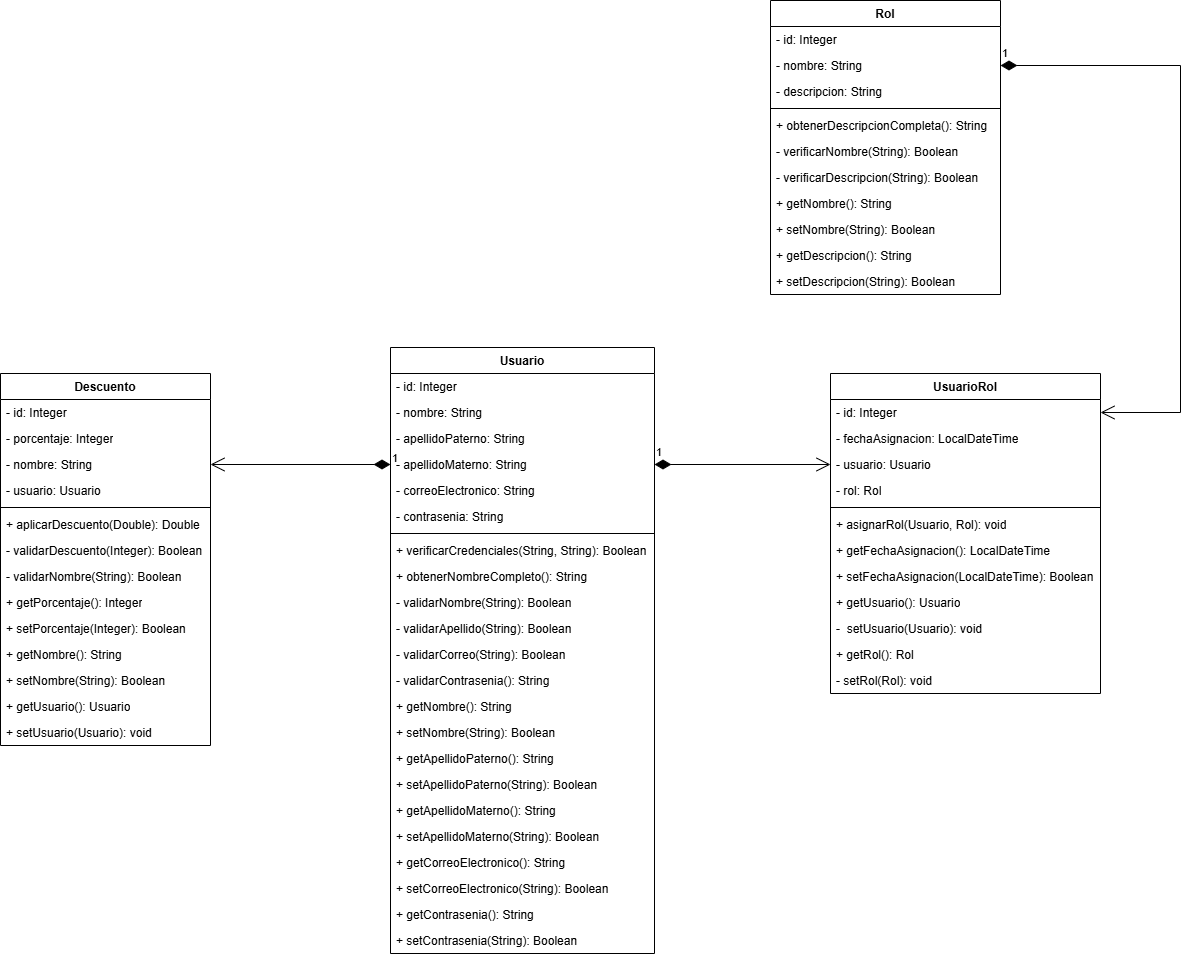 Rol
- id: Integer
- nombre: String
- descripcion: String
+ obtenerDescripcionCompleta(): String
- verificarNombre(String): Boolean
- verificarDescripcion(String): Boolean
+ getNombre(): String
+ setNombre(String): Boolean
+ getDescripcion(): String
+ setDescripcion(String): Boolean
1
Descuento
- id: Integer
- porcentaje: Integer
- nombre: String
- usuario: Usuario
+ aplicarDescuento(Double): Double
- validarDescuento(Integer): Boolean
- validarNombre(String): Boolean
+ getPorcentaje(): Integer
+ setPorcentaje(Integer): Boolean
+ getNombre(): String
+ setNombre(String): Boolean
+ getUsuario(): Usuario
+ setUsuario(Usuario): void
1
Usuario
- id: Integer
- nombre: String
- apellidoPaterno: String
- apellidoMaterno: String
- correoElectronico: String
- contrasenia: String
+ verificarCredenciales(String, String): Boolean
+ obtenerNombreCompleto(): String
- validarNombre(String): Boolean
- validarApellido(String): Boolean
- validarCorreo(String): Boolean
- validarContrasenia(): String
+ getNombre(): String
+ setNombre(String): Boolean
+ getApellidoPaterno(): String
+ setApellidoPaterno(String): Boolean
+ getApellidoMaterno(): String
+ setApellidoMaterno(String): Boolean
+ getCorreoElectronico(): String
+ setCorreoElectronico(String): Boolean
+ getContrasenia(): String
+ setContrasenia(String): Boolean
1
UsuarioRol
- id: Integer
- fechaAsignacion: LocalDateTime
- usuario: Usuario
- rol: Rol
+ asignarRol(Usuario, Rol): void
+ getFechaAsignacion(): LocalDateTime
+ setFechaAsignacion(LocalDateTime): Boolean
+ getUsuario(): Usuario
- setUsuario(Usuario): void
+ getRol(): Rol
- setRol(Rol): void